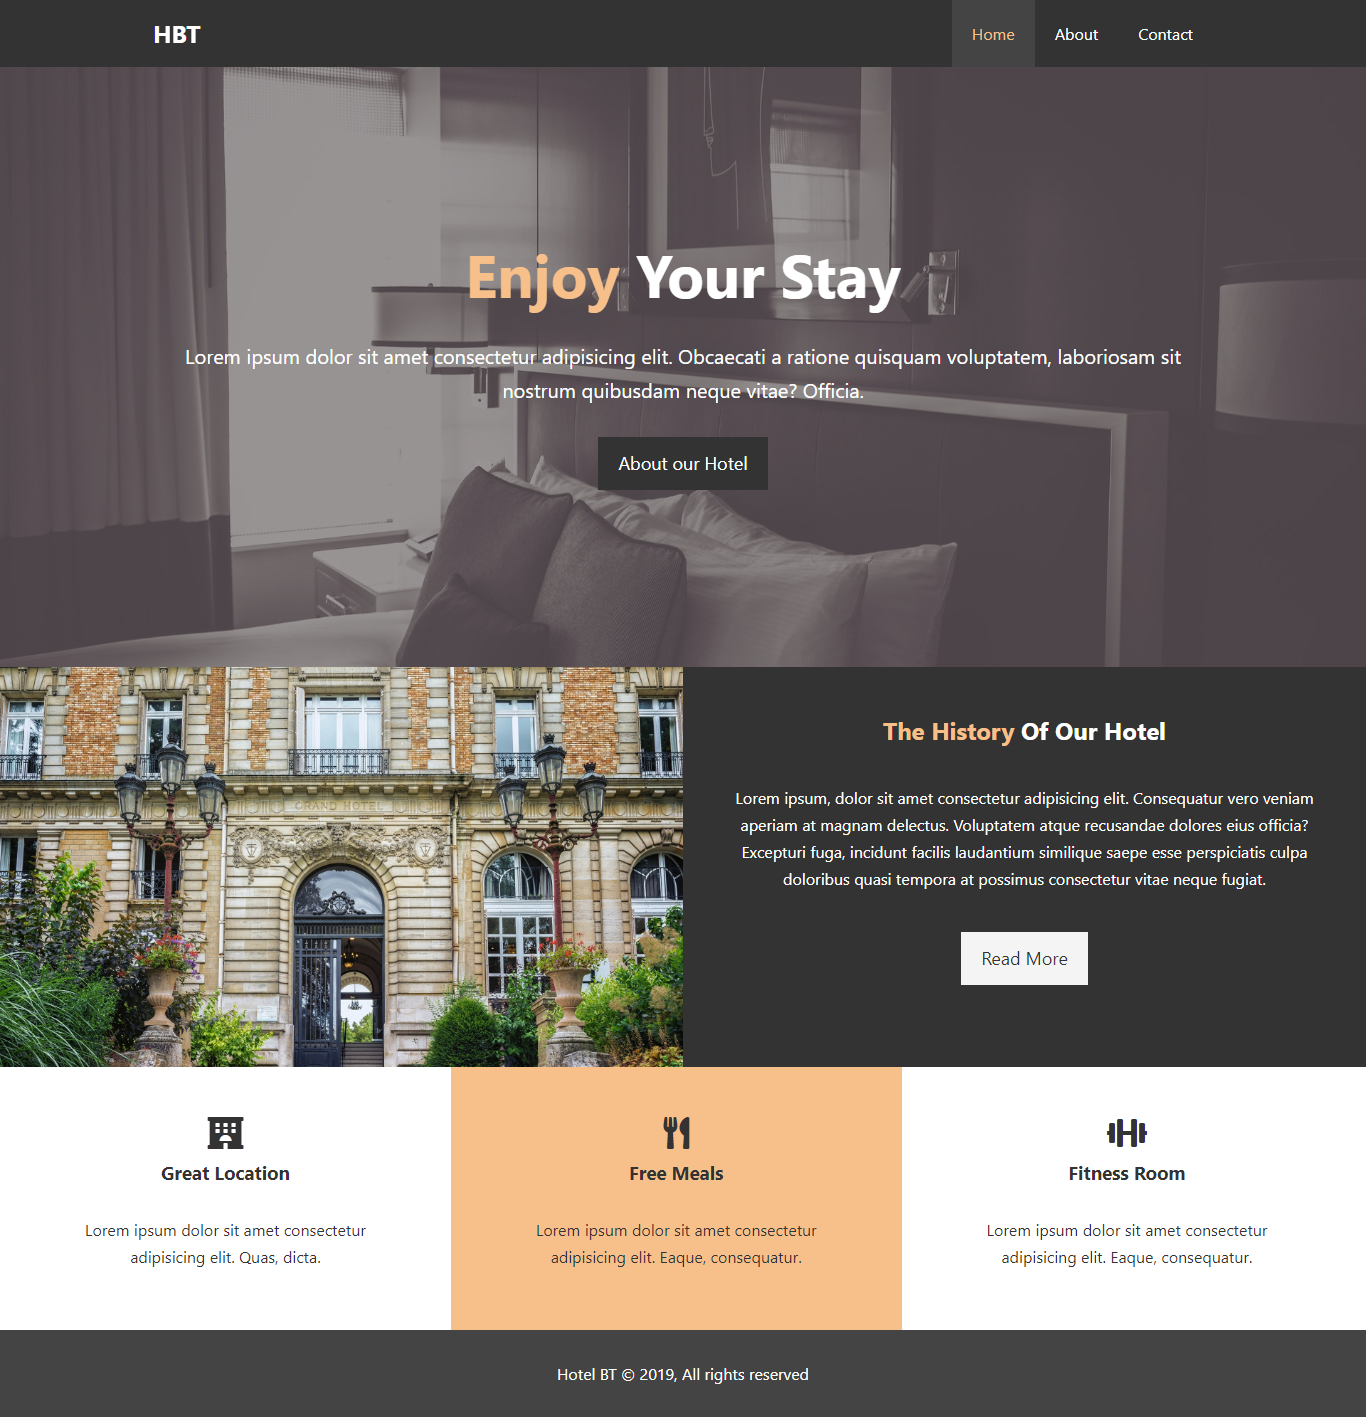 HBT
Home About Contact
Enjoy Your Stay
Lorem ipsum dolor sit amet consectetur adipisicing elit. Obcaecati a ratione quisquam voluptatem, laboriosam sit
nostrum quibusdam neque vitae? Officia.
About our Hotel
GRAND HOTEL
The History Of Our Hotel
Lorem ipsum, dolor sit amet consectetur adipisicing elit. Consequatur vero veniam
aperiam at magnam delectus. Voluptatem atque recusandae dolores eius officia?
Excepturi fuga, incidunt facilis laudantium similique saepe esse perspiciatis culpa
doloribus quasi tempora at possimus consectetur vitae neque fugiat.
Read More
Great Location
Lorem ipsum dolor sit amet consectetur
adipisicing elit. Quas, dicta.
Free Meals
Lorem ipsum dolor sit amet consectetur
adipisicing elit. Eaque, consequatur.
Fitness Room
Lorem ipsum dolor sit amet consectetur
adipisicing elit. Eaque, consequatur.
Hotel BT © 2019, All rights reserved